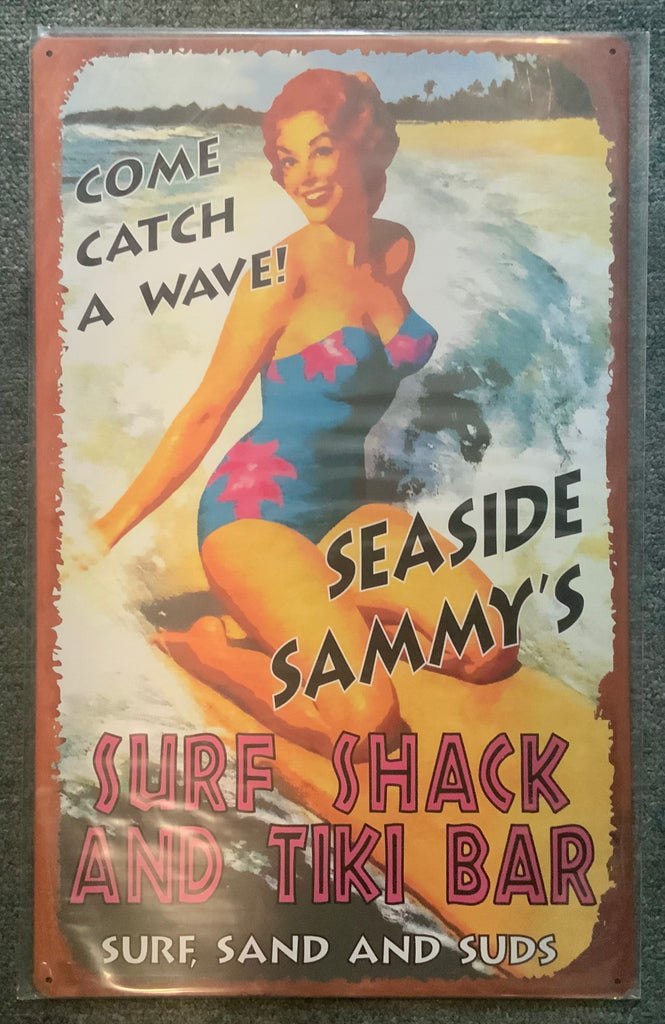 COME
CATCH
A WAVE!
SEASIDE
SAMMY'S
SURF SHACK
AND TIKI BAR
SURF, SAND AND SUDS